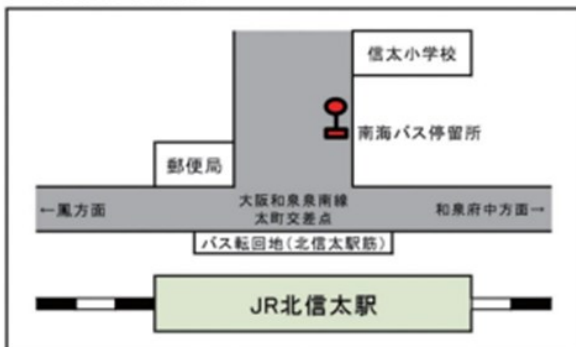 信太小学校
南海バス停留所
郵便局
←鳳方面
大阪和泉泉南線
太町交差点
和泉府中方面→
バス転回地(北信太駅筋)
JR北信太駅